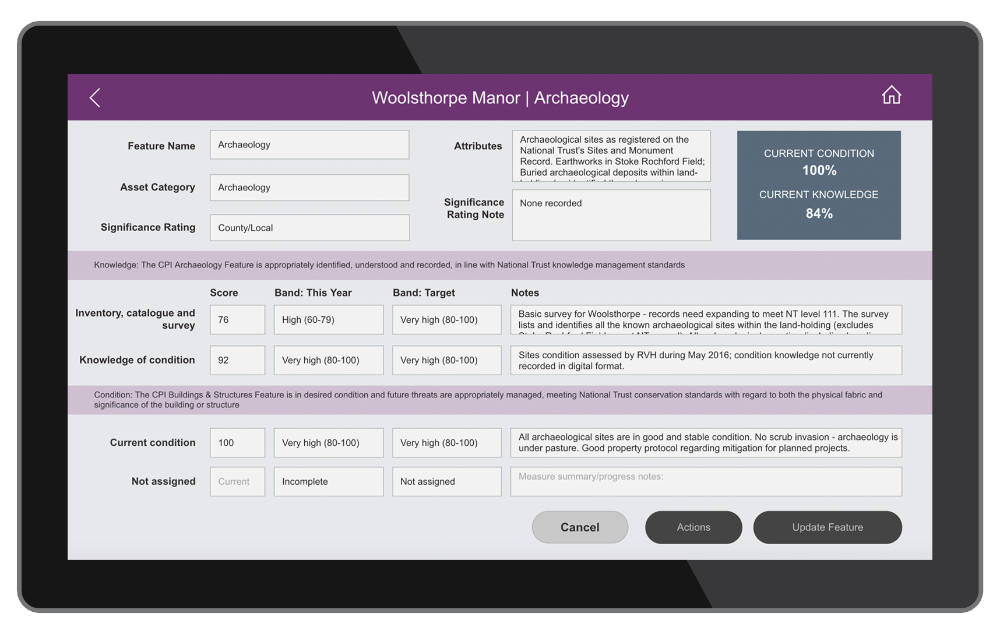 Woolsthorpe Manor | Archaeology
Feature Name
Archaeology
Asset Category
Archaeology
Significance Rating
County/Local
Attributes
Archaeological sites as registered on the
National Trust's Sites and Monument
Record. Earthworks in Stoke Rochford Field;
Buried archaeological deposits within land-
Significance
Rating Note
None recorded
CURRENT CONDITION
100%
CURRENT KNOWLEDGE
84%
Knowledge: The CPI Archaeology Feature is appropriately identified, understood and recorded, in line with National Trust knowledge management standards
Score
Band: This Year
Band: Target
Notes
Inventory, catalogue and
survey
76
High (60-79)
Very high (80-100)
Basic survey for Woolsthorpe - records need expanding to meet NT level 111. The survey
lists and identifies all the known archaeological sites within the land-holding (excludes
Knowledge of condition
92
Very high (80-100)
Very high (80-100)
Sites condition assessed by RVH during May 2016; condition knowledge not currently
recorded in digital format.
Condition: The CPI Buildings & Structures Feature is in desired condition and future threats are appropriately managed, meeting National Trust conservation standards with regard to both the physical fabric and
significance of the building or structure
Current condition
100
Very high (80-100)
Very high (80-100)
All archaeological sites are in good and stable condition. No scrub invasion - archaeology is
under pasture. Good property protocol regarding mitigation for planned projects.
Not assigned
Current
Incomplete
Not assigned
Measure summary/progress notes:
Cancel
Actions
Update Feature